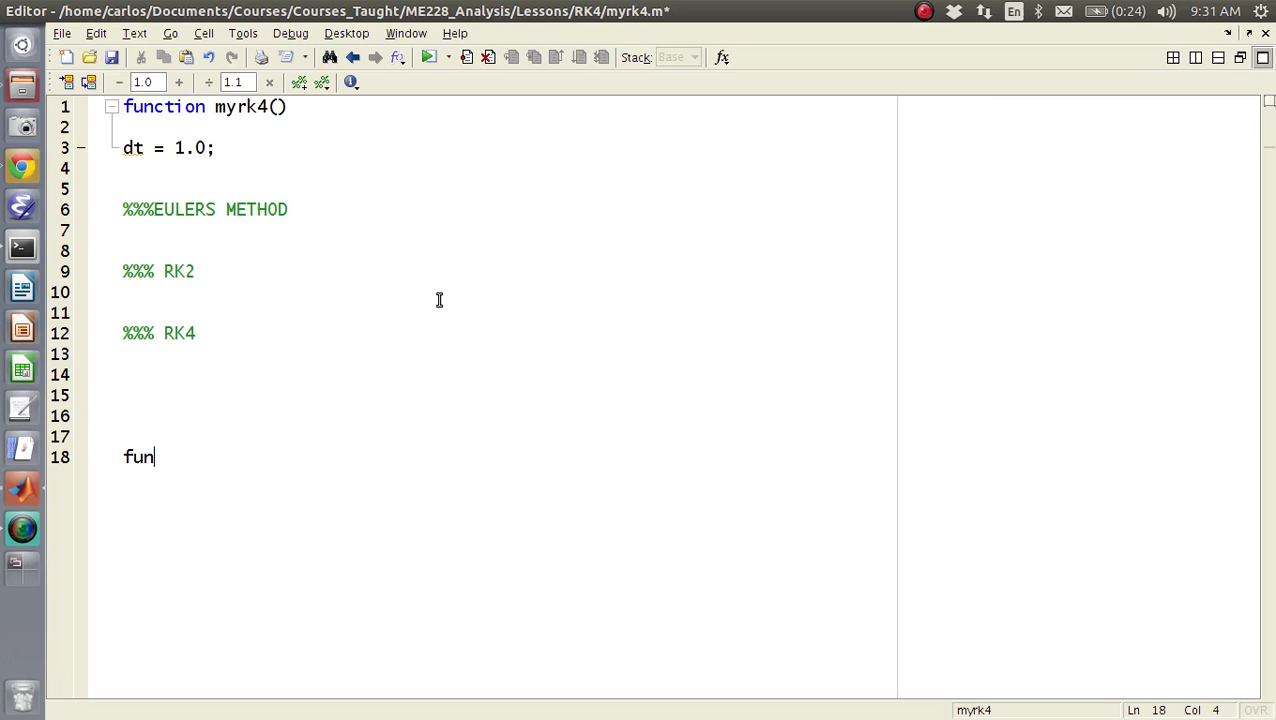 Editor - /home/carlos/Documents/Courses/Courses_Taught/ME228_Analysis/Lessons/RK4/myrk4.m*
En
(0:24)
9:31 AM
File Edit Text Go Cell Tools Debug Desktop Window Help
Stack: Base
fx
− 1.0 + ÷ 1.1 ×
1 function myrk4()
2
3 dt = 1.0;
4
5
6 %%%EULERS METHOD
7
8
9 %%% RK2
10
11
12 %%% RK4
13
14
15
16
17
18 fun
myrk4 Ln 18 Col 4 OVR